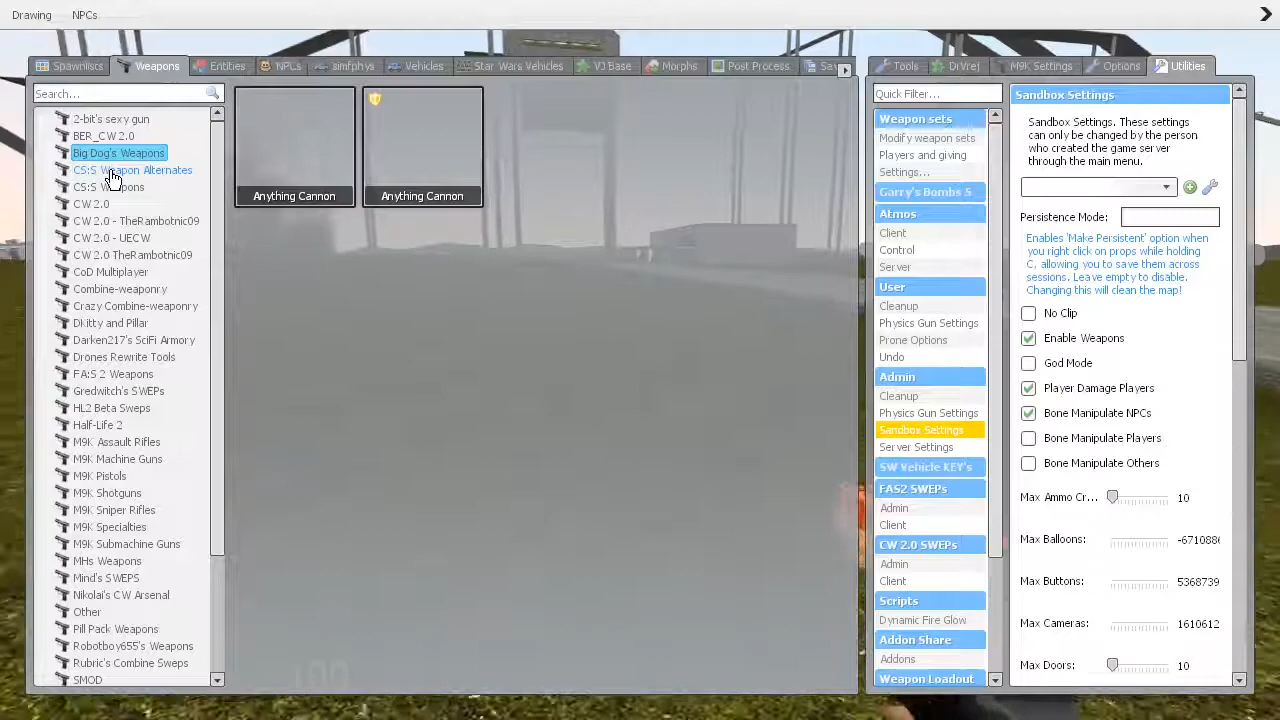 Drawing NPCs
Spawnlists Weapons Entities NPCs simfphys Vehicles Star Wars Vehicles VJ Base Morphs Post Process
Search...
2-bit's sexy gun
BER_CW 2.0
Big Dog's Weapons
CS:S Weapon Alternates
CW 2.0
CW 2.0 - TheRambotnic09
CW 2.0 - UECW
CW 2.0 TheRambotnic09
CoD Multiplayer
Combine-weaponry
Crazy Combine-weaponry
Dkitty and Pillar
Darken217's SciFi Armory
Drones Rewrite Tools
FA:S 2 Weapons
Gredwitch's SWEPs
HL2 Beta Sweps
Half-Life 2
M9K Assault Rifles
M9K Machine Guns
M9K Pistols
M9K Shotguns
M9K Sniper Rifles
M9K Specialties
M9K Submachine Guns
MHs Weapons
Mind's SWEPS
Nikolai's CW Arsenal
Other
Pill Pack Weapons
Robotboy655's Weapons
Rubric's Combine Sweps
SMOD
Anything Cannon
Anything Cannon
100
Tools DrVrej M9K Settings Options Utilities
Quick Filter...
Weapon sets
Modify weapon sets
Players and giving
Settings...
Garry's Bombs 5
Atmos
Client
Control
Server
User
Cleanup
Physics Gun Settings
Prone Options
Undo
Admin
Cleanup
Physics Gun Settings
Sandbox Settings
Server Settings
SW Vehicle KEY's
FAS2 SWEPs
Admin
Client
CW 2.0 SWEPs
Admin
Client
Scripts
Dynamic Fire Glow
Addon Share
Addons
Weapon Loadout
Sandbox Settings
Sandbox Settings. These settings
can only be changed by the person
who created the game server
through the main menu.
Persistence Mode:
Enables 'Make Persistent' option when
you right click on props while holding
C, allowing you to save them across
sessions. Leave empty to disable.
Changing this will clean the map!
No Clip
Enable Weapons
God Mode
Player Damage Players
Bone Manipulate NPCs
Bone Manipulate Players
Bone Manipulate Others
Max Ammo Cr... 10
Max Balloons: -671088
Max Buttons: 5368739
Max Cameras: 1610612
Max Doors: 10